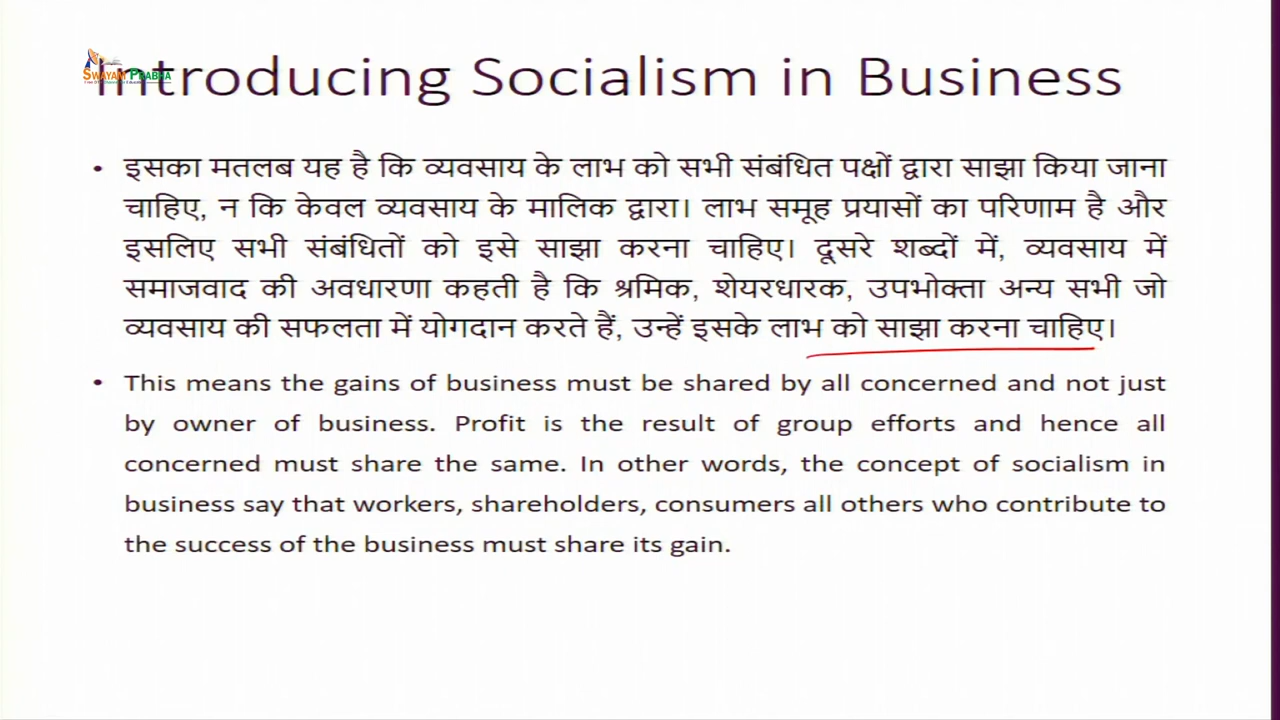 SWAYAM PRABHA
Introducing Socialism in Business
• इसका मतलब यह है कि व्यवसाय के लाभ को सभी संबंधित पक्षों द्वारा साझा किया जाना
चाहिए, न कि केवल व्यवसाय के मालिक द्वारा। लाभ समूह प्रयासों का परिणाम है और
इसलिए सभी संबंधितों को इसे साझा करना चाहिए। दूसरे शब्दों में, व्यवसाय में
समाजवाद की अवधारणा कहती है कि श्रमिक, शेयरधारक, उपभोक्ता अन्य सभी जो
व्यवसाय की सफलता में योगदान करते हैं, उन्हें इसके लाभ को साझा करना चाहिए।
• This means the gains of business must be shared by all concerned and not just
by owner of business. Profit is the result of group efforts and hence all
concerned must share the same. In other words, the concept of socialism in
business say that workers, shareholders, consumers all others who contribute to
the success of the business must share its gain.